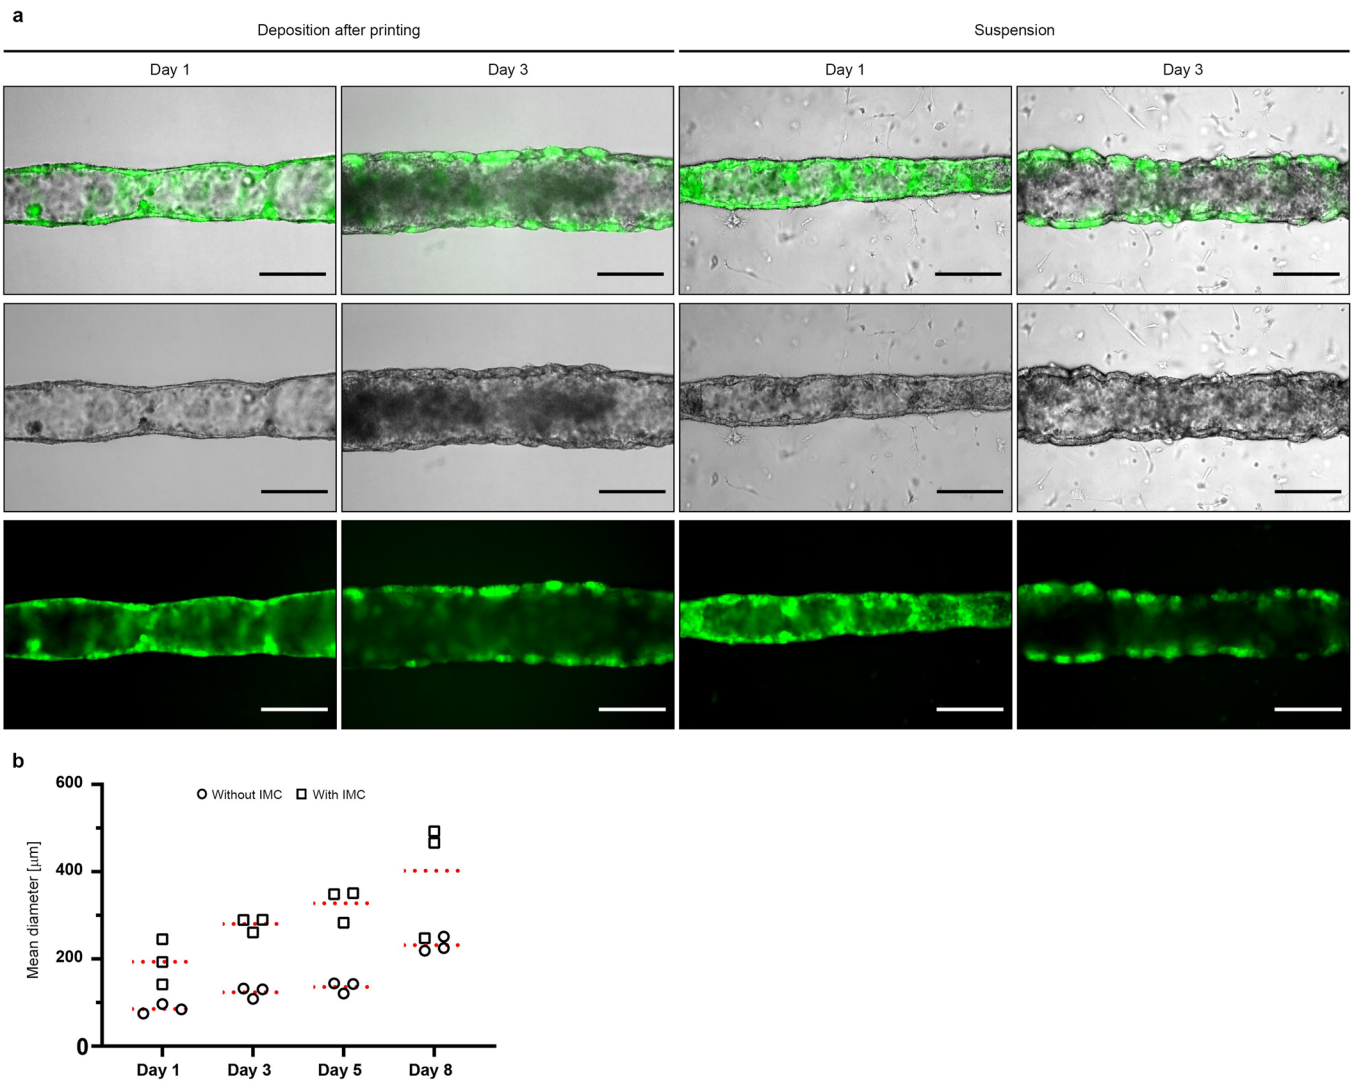 a
Deposition after printing
Suspension
Day 1
Day 3
Day 1
Day 3
b
600
400
200
0
Mean diameter [µm]
Without IMC
With IMC
Day 1
Day 3
Day 5
Day 8